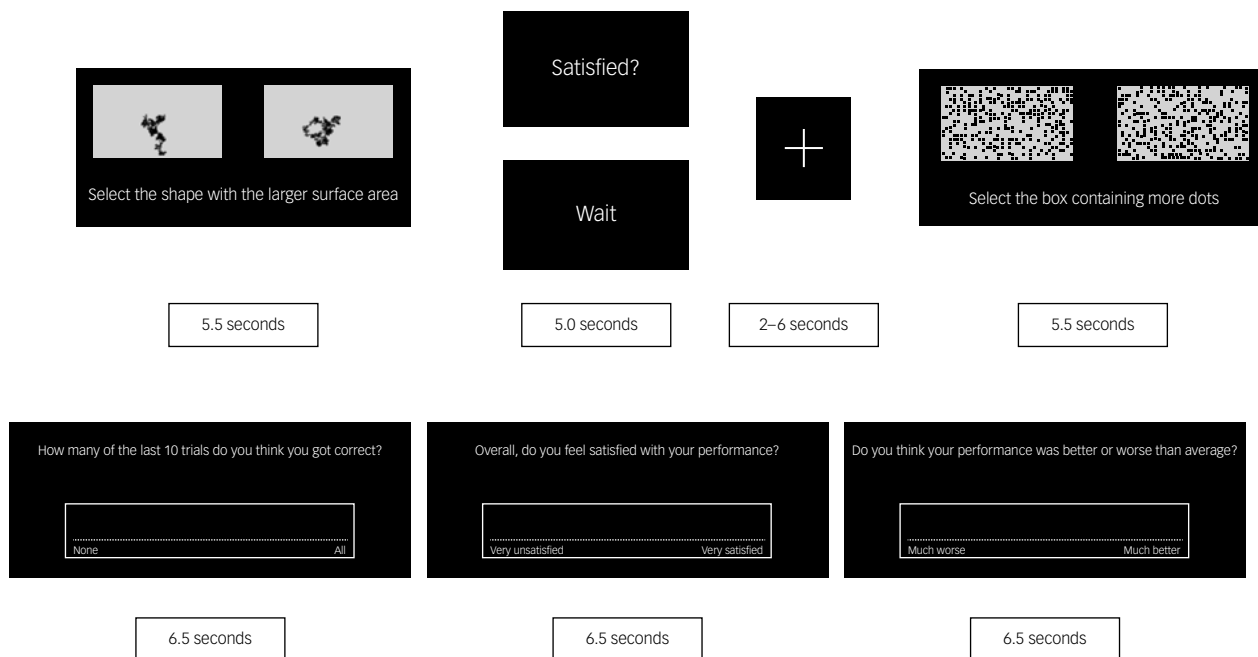 Satisfied?
Select the shape with the larger surface area
Wait
Select the box containing more dots
5.5 seconds
5.0 seconds
2–6 seconds
5.5 seconds
How many of the last 10 trials do you think you got correct?
None
All
Overall, do you feel satisfied with your performance?
Very unsatisfied
Very satisfied
Do you think your performance was better or worse than average?
Much worse
Much better
6.5 seconds
6.5 seconds
6.5 seconds